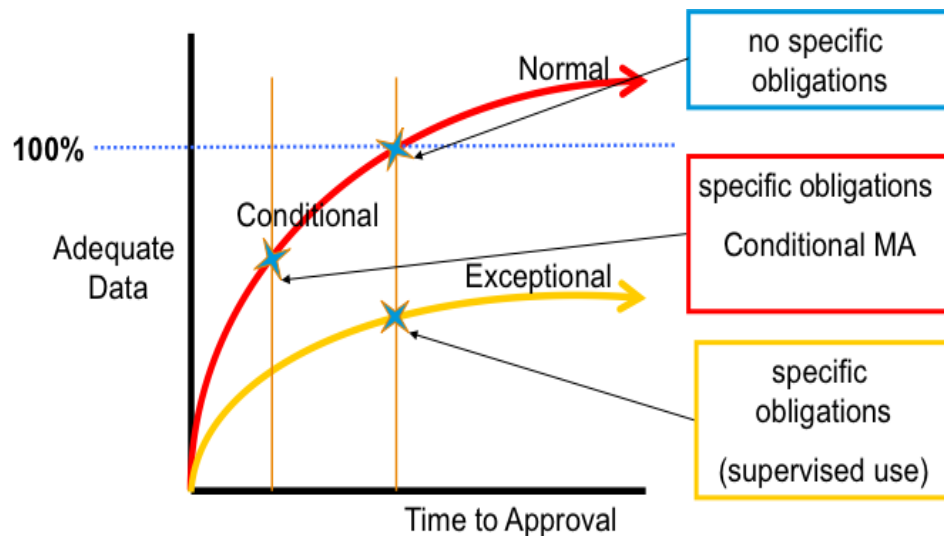 Normal
no specific
obligations
100%
specific obligations
Conditional
Conditional MA
Adequate
Data
Exceptional
specific
obligations
(supervised use)
Time to Approval